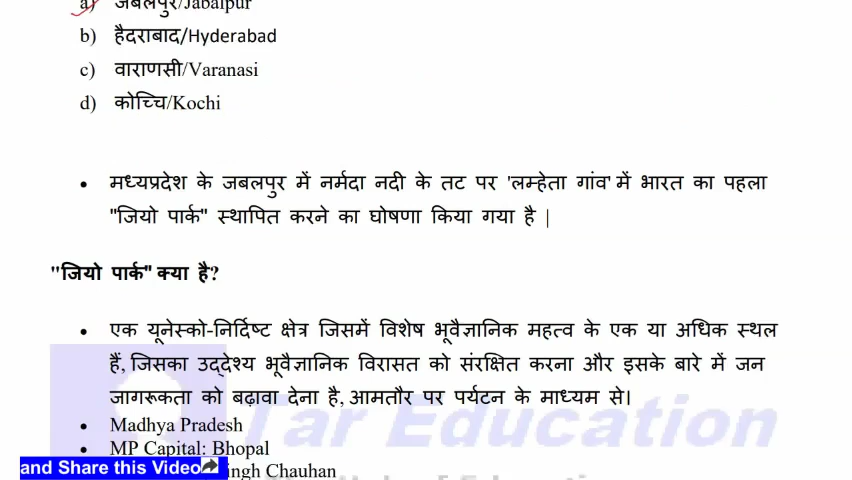 a) जबलपुर/Jabalpur
b) हैदराबाद/Hyderabad
c) वाराणसी/Varanasi
d) कोच्चि/Kochi
• मध्यप्रदेश के जबलपुर में नर्मदा नदी के तट पर 'लम्हेता गांव' में भारत का पहला
"जियो पार्क" स्थापित करने का घोषणा किया गया है |
"जियो पार्क" क्या है?
• एक यूनेस्को-निर्दिष्ट क्षेत्र जिसमें विशेष भूवैज्ञानिक महत्व के एक या अधिक स्थल
हैं, जिसका उद्देश्य भूवैज्ञानिक विरासत को संरक्षित करना और इसके बारे में जन
जागरूकता को बढ़ावा देना है, आमतौर पर पर्यटन के माध्यम से।
Tar Education
• Madhya Pradesh
• MP Capital: Bhopal
and Share this Video
Singh Chauhan